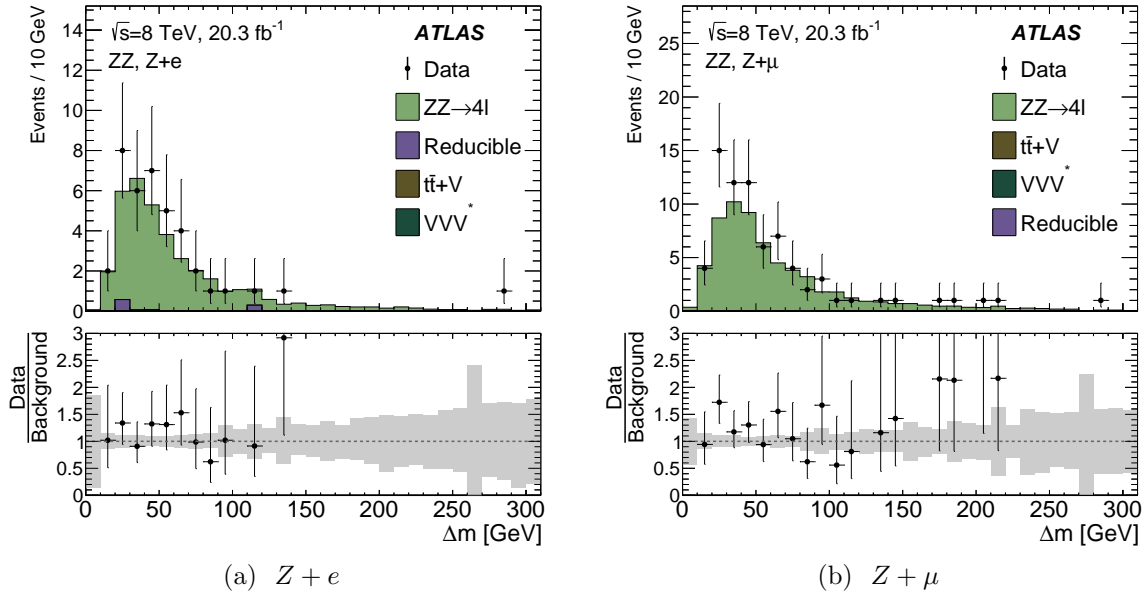 √s=8 TeV, 20.3 fb⁻¹
ATLAS
ZZ, Z+e
Data
ZZ→4l
Reducible
tt̄+V
VVV*
Events / 10 GeV
0
2
4
6
8
10
12
14
Data
Background
0
0.5
1
1.5
2
2.5
3
0 50 100 150 200 250 300
Δm [GeV]
(a) Z + e
√s=8 TeV, 20.3 fb⁻¹
ATLAS
ZZ, Z+μ
Data
ZZ→4l
tt̄+V
VVV*
Reducible
Events / 10 GeV
0
5
10
15
20
25
Data
Background
0
0.5
1
1.5
2
2.5
3
0 50 100 150 200 250 300
Δm [GeV]
(b) Z + μ